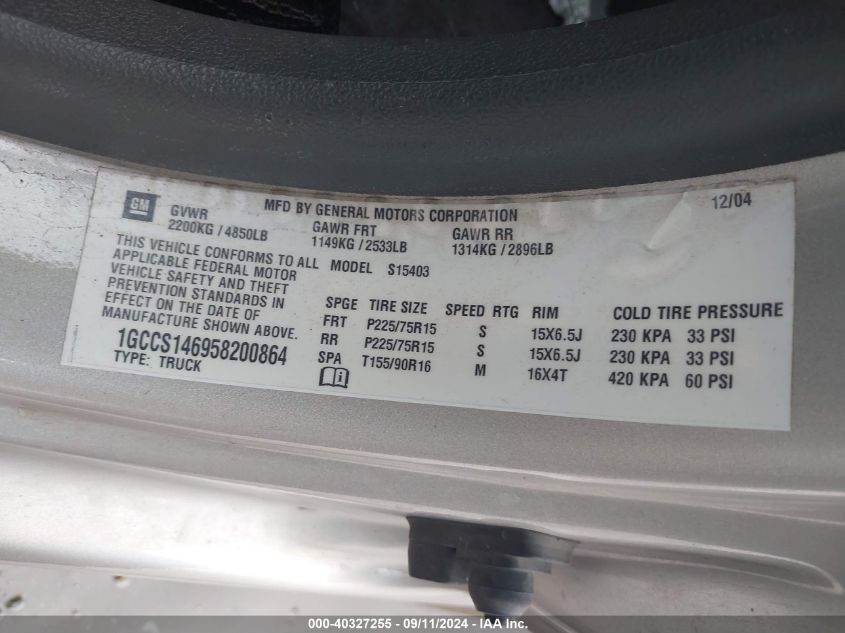 GM
MFD BY GENERAL MOTORS CORPORATION
12/04
GVWR
2200KG / 4850LB
GAWR FRT
1149KG / 2533LB
GAWR RR
1314KG / 2896LB
THIS VEHICLE CONFORMS TO ALL
APPLICABLE FEDERAL MOTOR
VEHICLE SAFETY AND THEFT
PREVENTION STANDARDS IN
EFFECT ON THE DATE OF
MANUFACTURE SHOWN ABOVE.
1GCCS146958200864
TYPE: TRUCK
MODEL S15403
SPGE TIRE SIZE SPEED RTG RIM COLD TIRE PRESSURE
FRT P225/75R15 S 15X6.5J 230 KPA 33 PSI
RR P225/75R15 S 15X6.5J 230 KPA 33 PSI
SPA T155/90R16 M 16X4T 420 KPA 60 PSI
000-40327255 - 09/11/2024 - IAA Inc.